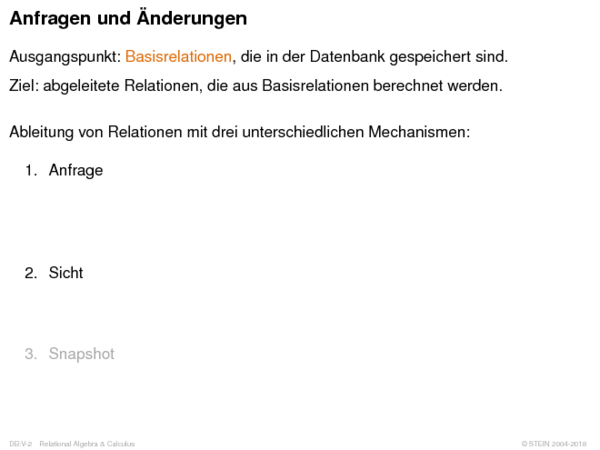 Anfragen und Änderungen
Ausgangspunkt: Basisrelationen, die in der Datenbank gespeichert sind.
Ziel: abgeleitete Relationen, die aus Basisrelationen berechnet werden.
Ableitung von Relationen mit drei unterschiedlichen Mechanismen:
1. Anfrage
2. Sicht
3. Snapshot
DB:V-2 Relational Algebra & Calculus
© STEIN 2004-2018